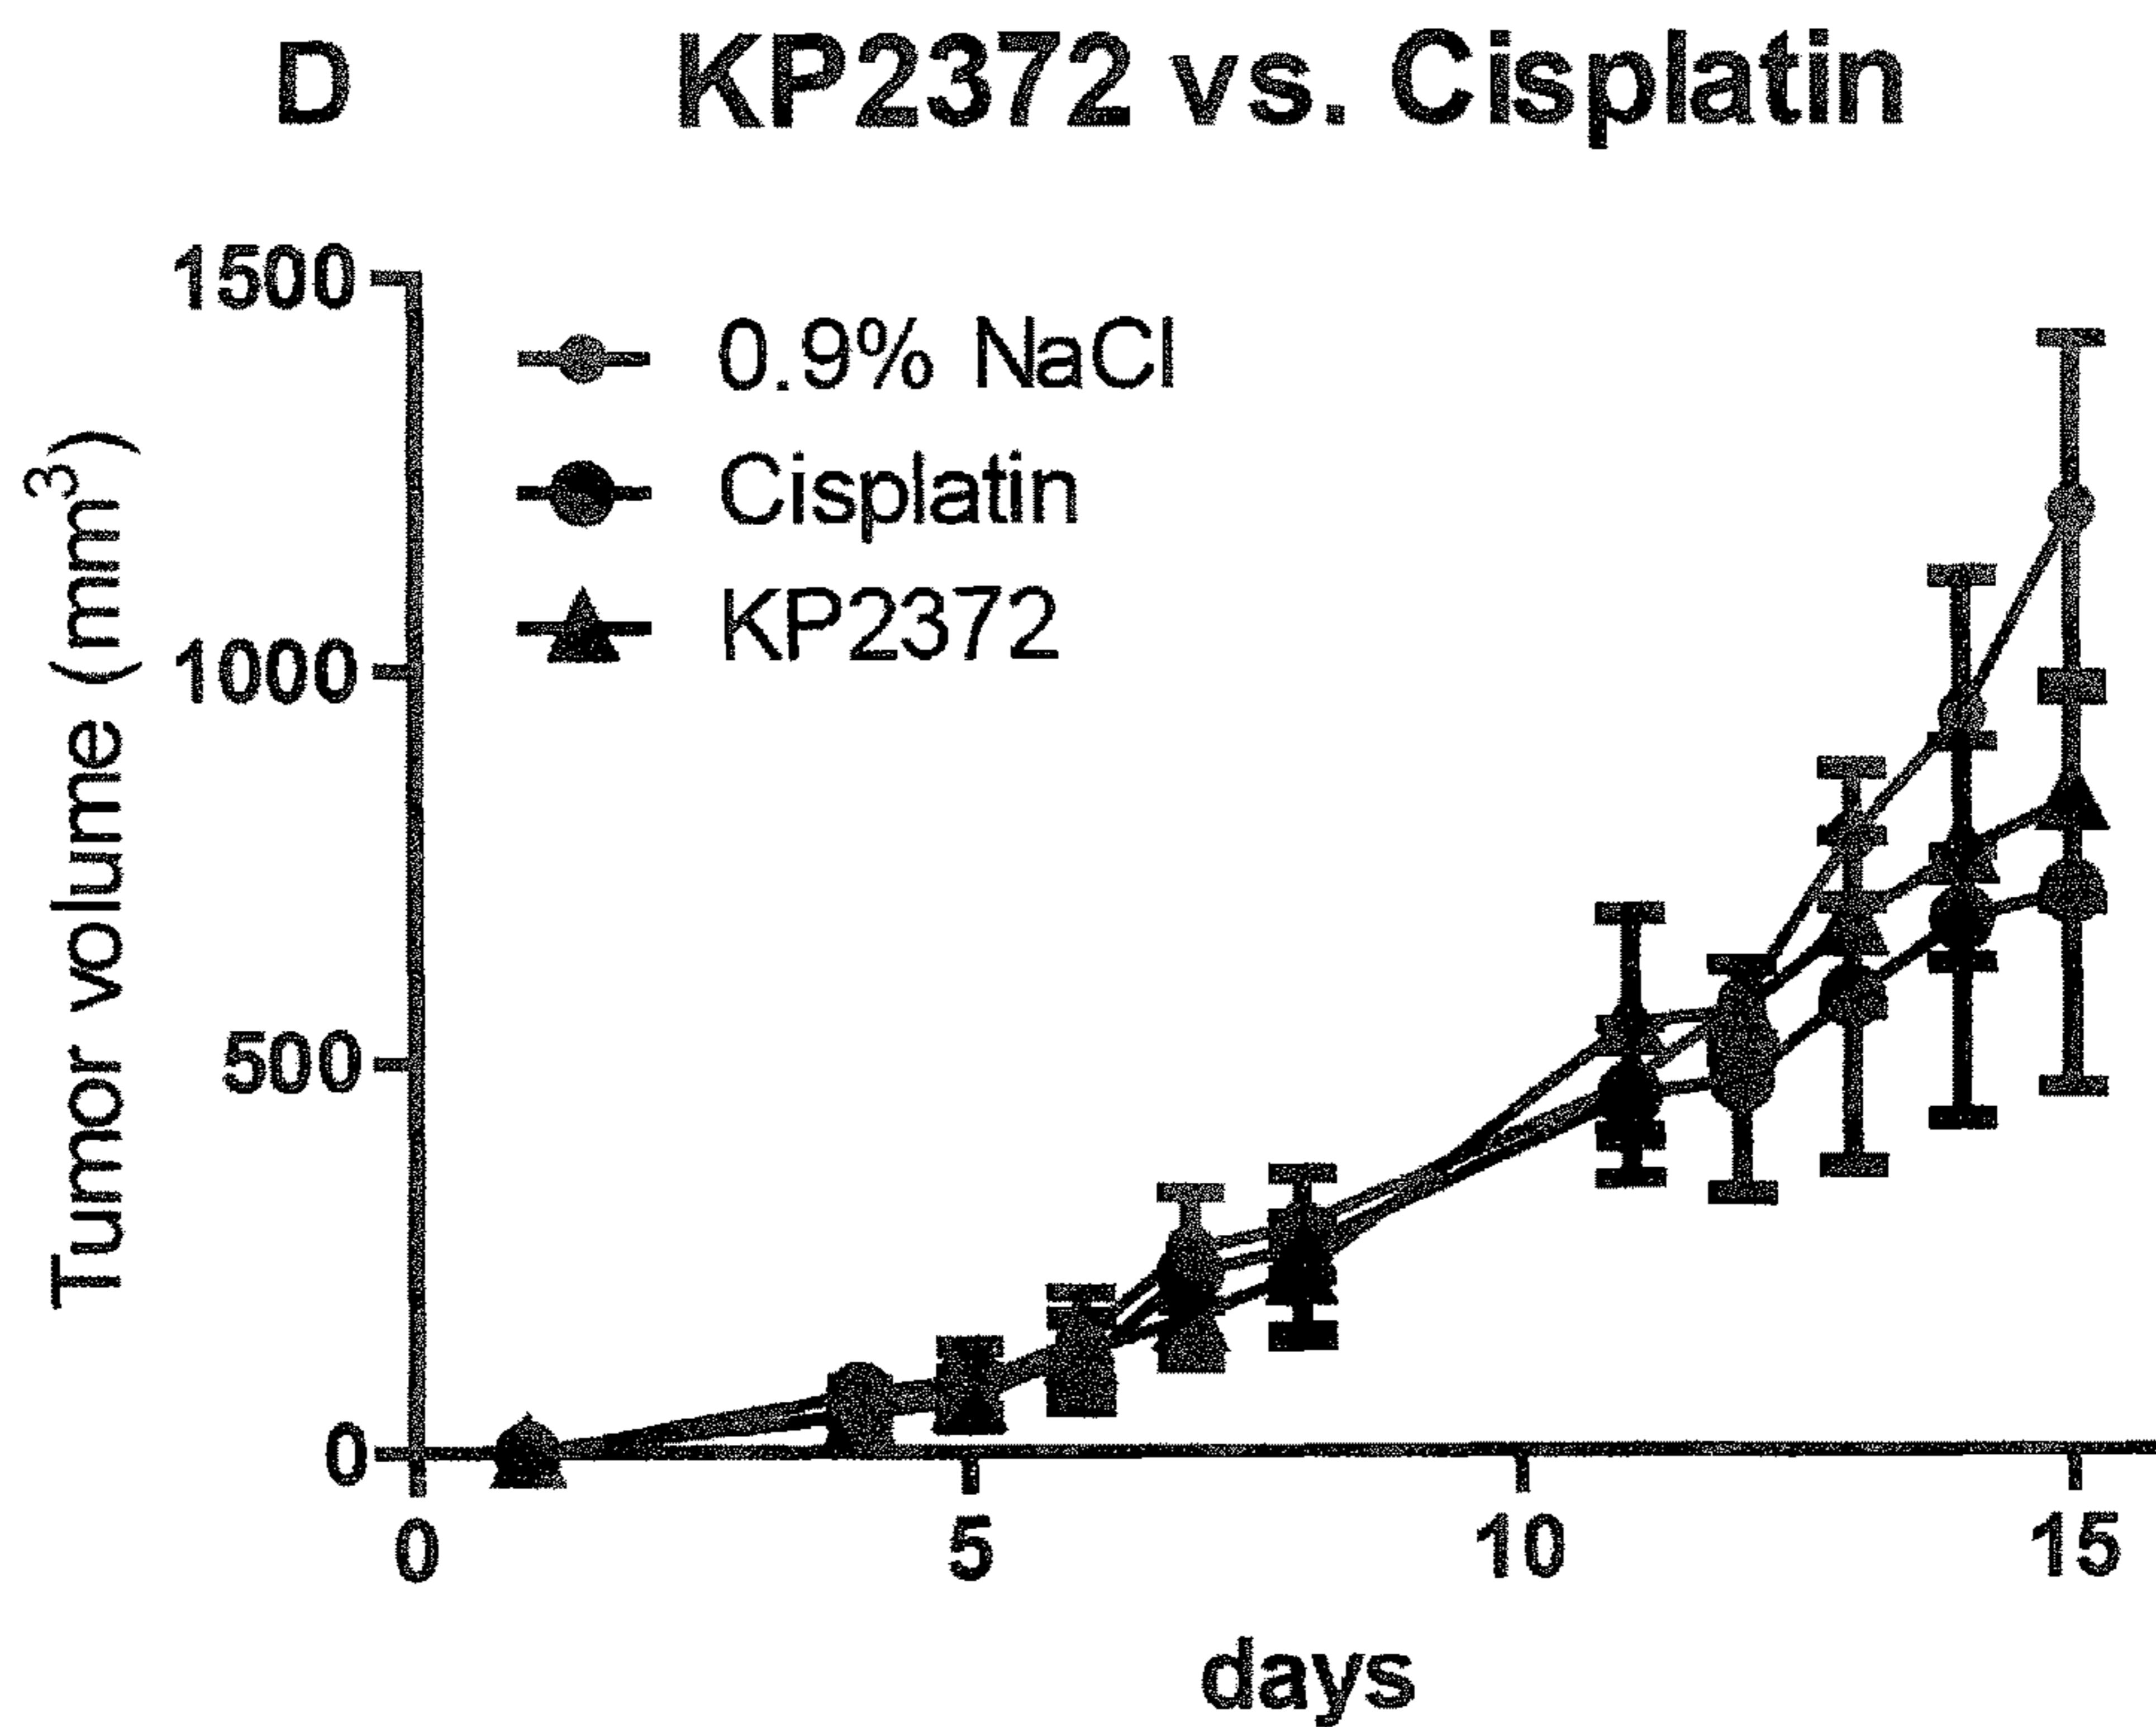 D KP2372 vs. Cisplatin
Tumor volume (mm³)
1500
1000
500
0
0.9% NaCl
Cisplatin
KP2372
0 5 10 15
days